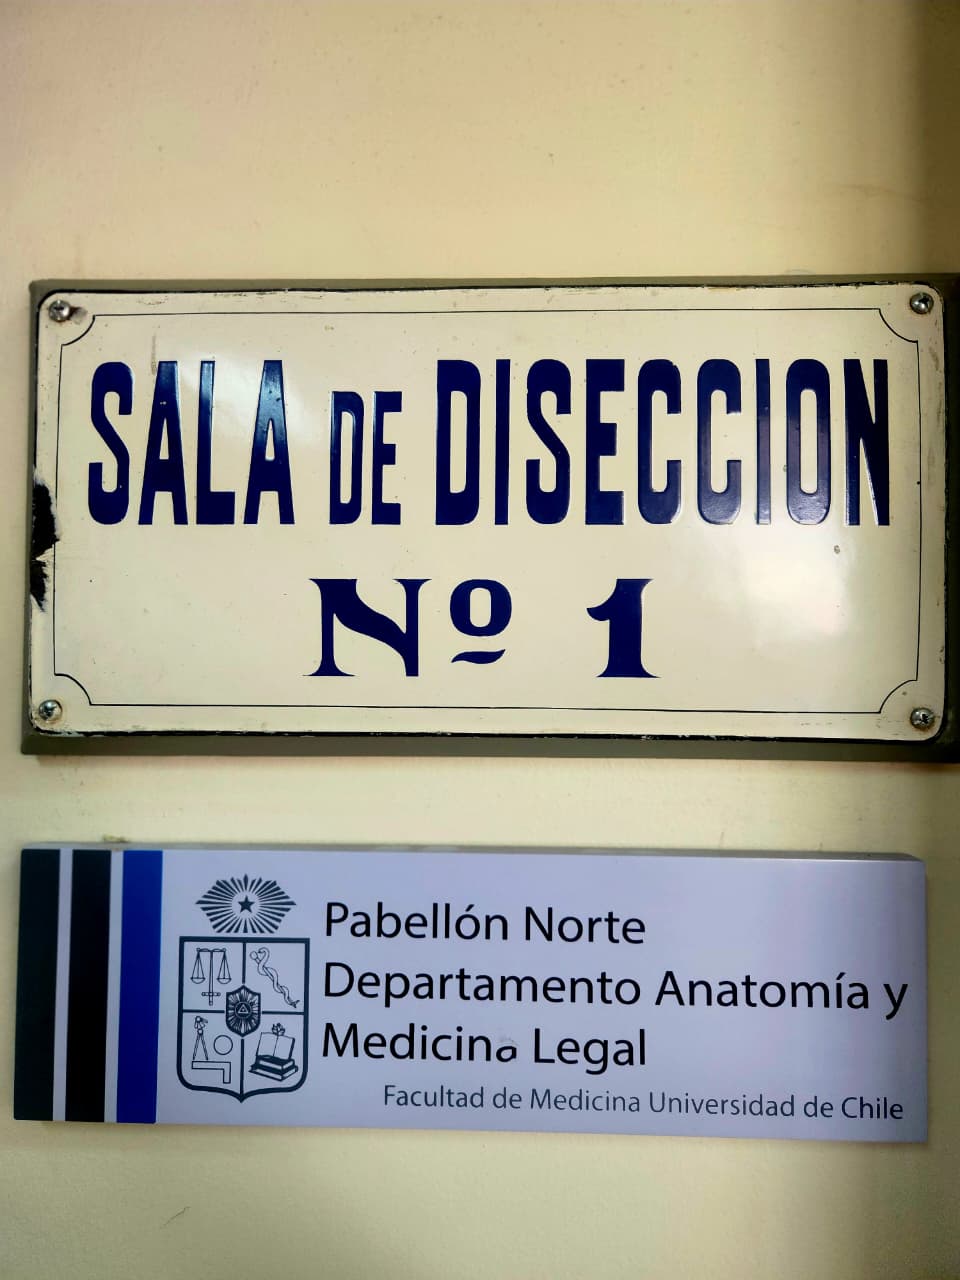 SALA DE DISECCION
Nº 1
Pabellón Norte
Departamento Anatomía y
Medicina Legal
Facultad de Medicina Universidad de Chile